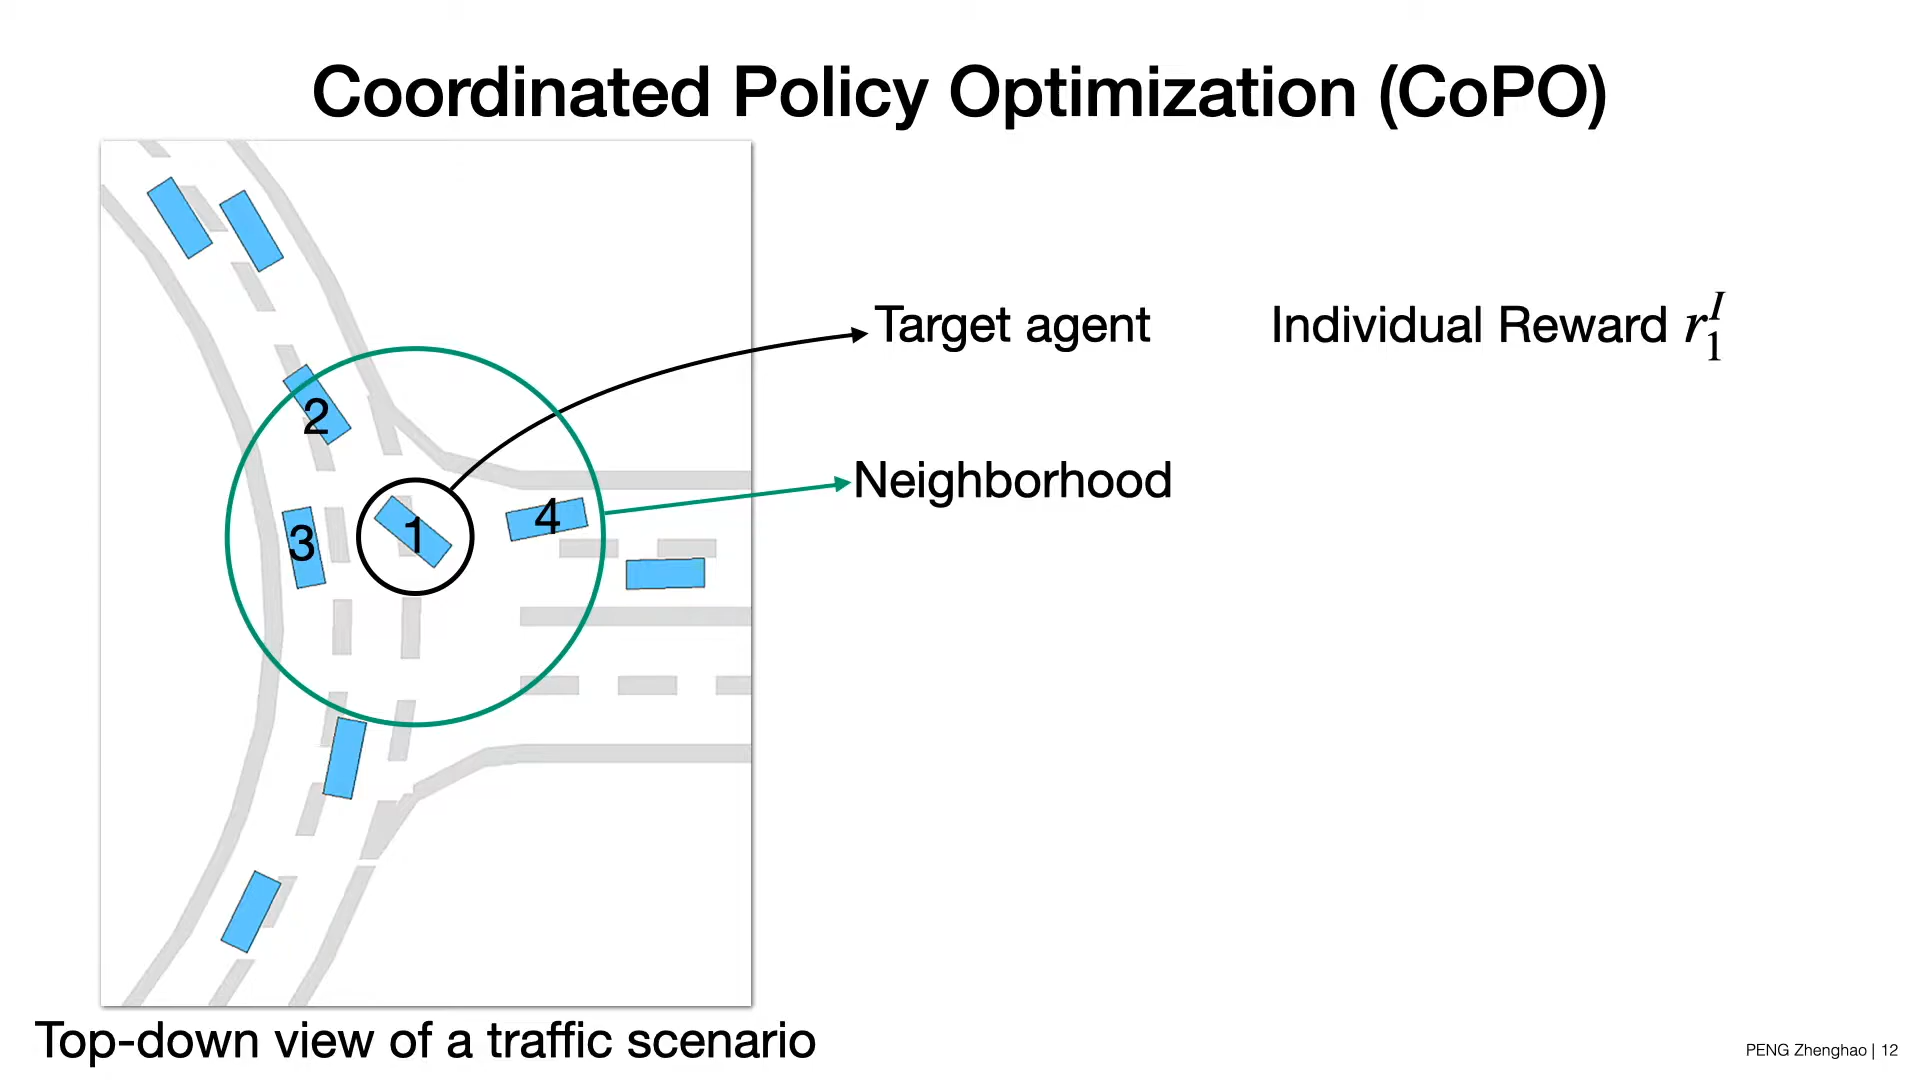 Coordinated Policy Optimization (CoPO)
Target agent
Individual Reward r_1^I
Neighborhood
2
1
4
3
Top-down view of a traffic scenario
PENG Zhenghao | 12